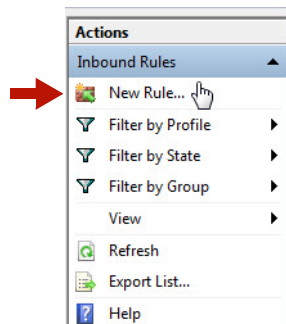 Actions
Inbound Rules
New Rule...
Filter by Profile
Filter by State
Filter by Group
View
Refresh
Export List...
Help